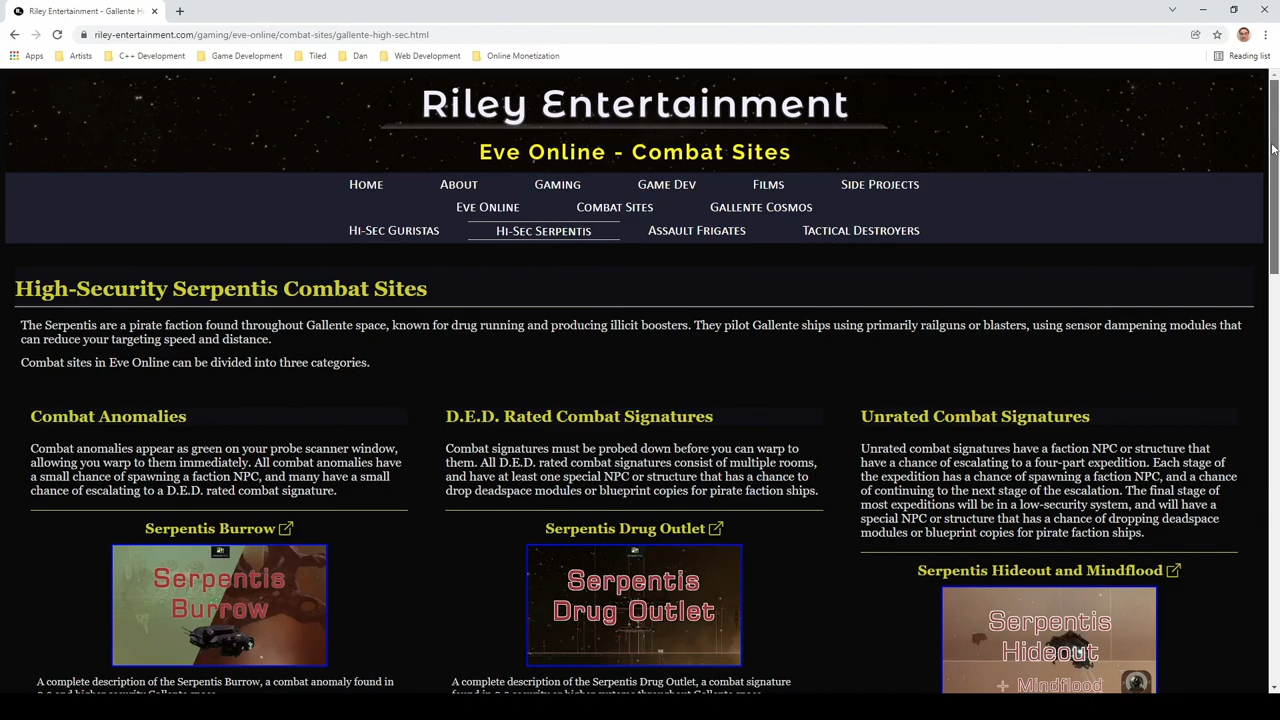 Riley Entertainment - Gallente H
riley-entertainment.com/gaming/eve-online/combat-sites/gallente-high-sec.html
Apps Artists C++ Development Game Development Tiled Dan Web Development Online Monetization Reading list
Riley Entertainment
Eve Online - Combat Sites
Home About Gaming Game Dev Films Side Projects
Eve Online Combat Sites Gallente Cosmos
Hi-Sec Guristas Hi-Sec Serpentis Assault Frigates Tactical Destroyers
High-Security Serpentis Combat Sites
The Serpentis are a pirate faction found throughout Gallente space, known for drug running and producing illicit boosters. They pilot Gallente ships using primarily railguns or blasters, using sensor dampening modules that
can reduce your targeting speed and distance.
Combat sites in Eve Online can be divided into three categories.
Combat Anomalies
Combat anomalies appear as green on your probe scanner window,
allowing you warp to them immediately. All combat anomalies have
a small chance of spawning a faction NPC, and many have a small
chance of escalating to a D.E.D. rated combat signature.
Serpentis Burrow
Serpentis
Burrow
A complete description of the Serpentis Burrow, a combat anomaly found in
D.E.D. Rated Combat Signatures
Combat signatures must be probed down before you can warp to
them. All D.E.D. rated combat signatures consist of multiple rooms,
and have at least one special NPC or structure that has a chance to
drop deadspace modules or blueprint copies for pirate faction ships.
Serpentis Drug Outlet
Serpentis
Drug Outlet
A complete description of the Serpentis Drug Outlet, a combat signature
Unrated Combat Signatures
Unrated combat signatures have a faction NPC or structure that
have a chance of escalating to a four-part expedition. Each stage of
the expedition has a chance of spawning a faction NPC, and a chance
of continuing to the next stage of the escalation. The final stage of
most expeditions will be in a low-security system, and will have a
special NPC or structure that has a chance of dropping deadspace
modules or blueprint copies for pirate faction ships.
Serpentis Hideout and Mindflood
Serpentis
Hideout
+ Mindflood